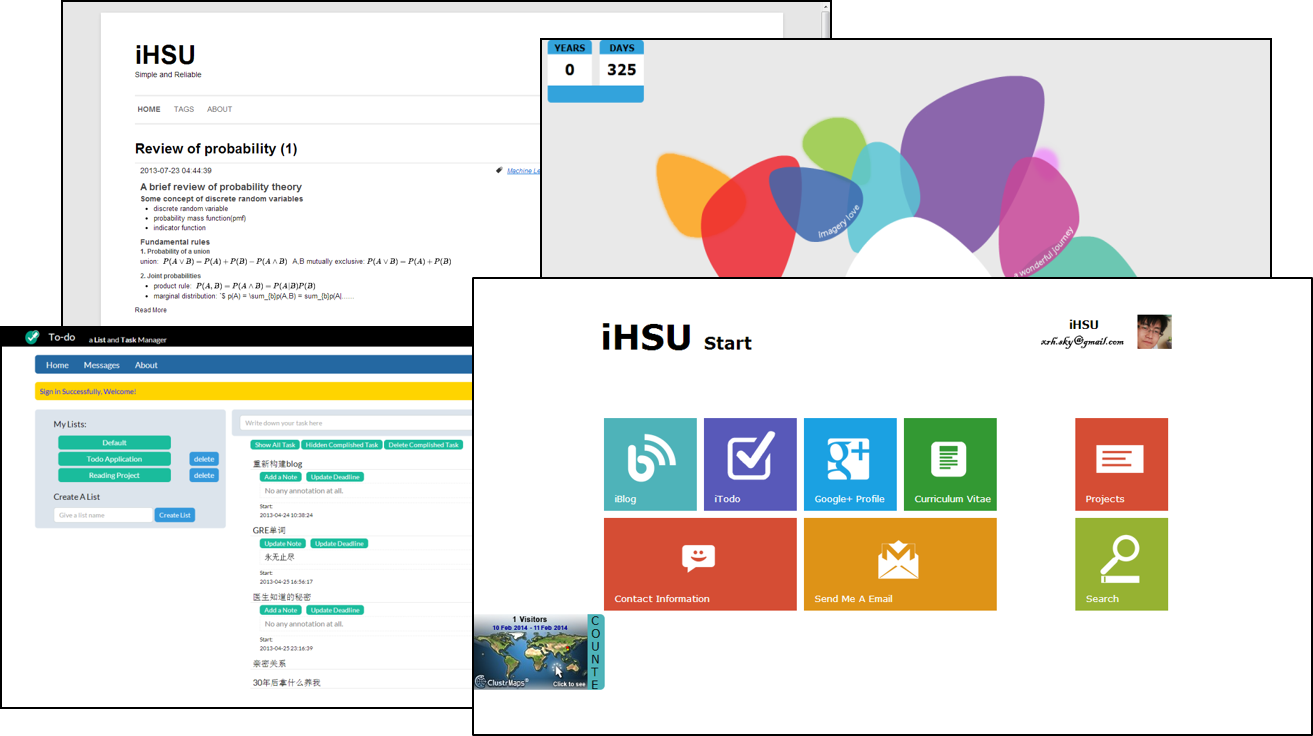 iHSU
Simple and Reliable
HOME TAGS ABOUT
Review of probability (1)
2013-07-23 04:44:39
Machine Le
A brief review of probability theory
Some concept of discrete random variables
discrete random variable
probability mass function(pmf)
indicator function
Fundamental rules
1. Probability of a union
union: P(A ∨ B) = P(A) + P(B) − P(A ∧ B) A,B mutually exclusive: P(A ∨ B) = P(A) + P(B)
2. Joint probabilities
product rule: P(A, B) = P(A ∧ B) = P(A|B)P(B)
marginal distribution: `$ p(A) = \sum_{b}p(A,B) = sum_{b}p(A|......
Read More
YEARS DAYS
0 325
Imagery love
a wonderful journey
To-do a List and Task Manager
Home Messages About
Sign in Successfully, Welcome!
My Lists:
Default
Todo Application delete
Reading Project delete
Create A List
Give a list name Create List
Write down your task here
Show All Task Hidden Complished Task Delete Complished Task
重新构建blog
Add a Note Update Deadline
No any annotation at all.
Start:
2013-04-24 10:38:24
GRE单词
Update Note Update Deadline
永无止尽
Start:
2013-04-25 16:56:17
医生知道的秘密
Add a Note Update Deadline
No any annotation at all.
Start:
2013-04-25 23:16:39
亲密关系
30年后拿什么养我
iHSU Start
iHSU
xrh.sky@gmail.com
iBlog
iTodo
Google+ Profile
Curriculum Vitae
Projects
Contact Information
Send Me A Email
Search
1 Visitors
10 Feb 2014 - 11 Feb 2014
ClustrMaps®
Click to see
COUNTE